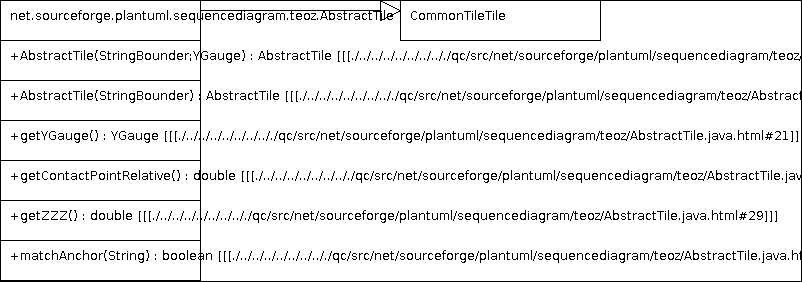 net.sourceforge.plantuml.sequencediagram.teoz.AbstractTile
CommonTileTile
+AbstractTile(StringBounder;YGauge) : AbstractTile [[[./../../../../../../../../qc/src/net/sourceforge/plantuml/sequencediagram/teoz
+AbstractTile(StringBounder) : AbstractTile [[[./../../../../../../../../qc/src/net/sourceforge/plantuml/sequencediagram/teoz/Abstract
+getYGauge() : YGauge [[[./../../../../../../../../qc/src/net/sourceforge/plantuml/sequencediagram/teoz/AbstractTile.java.html#21]]]
+getContactPointRelative() : double [[[./../../../../../../../../qc/src/net/sourceforge/plantuml/sequencediagram/teoz/AbstractTile.jav
+getZZZ() : double [[[./../../../../../../../../qc/src/net/sourceforge/plantuml/sequencediagram/teoz/AbstractTile.java.html#29]]]
+matchAnchor(String) : boolean [[[./../../../../../../../../qc/src/net/sourceforge/plantuml/sequencediagram/teoz/AbstractTile.java.ht